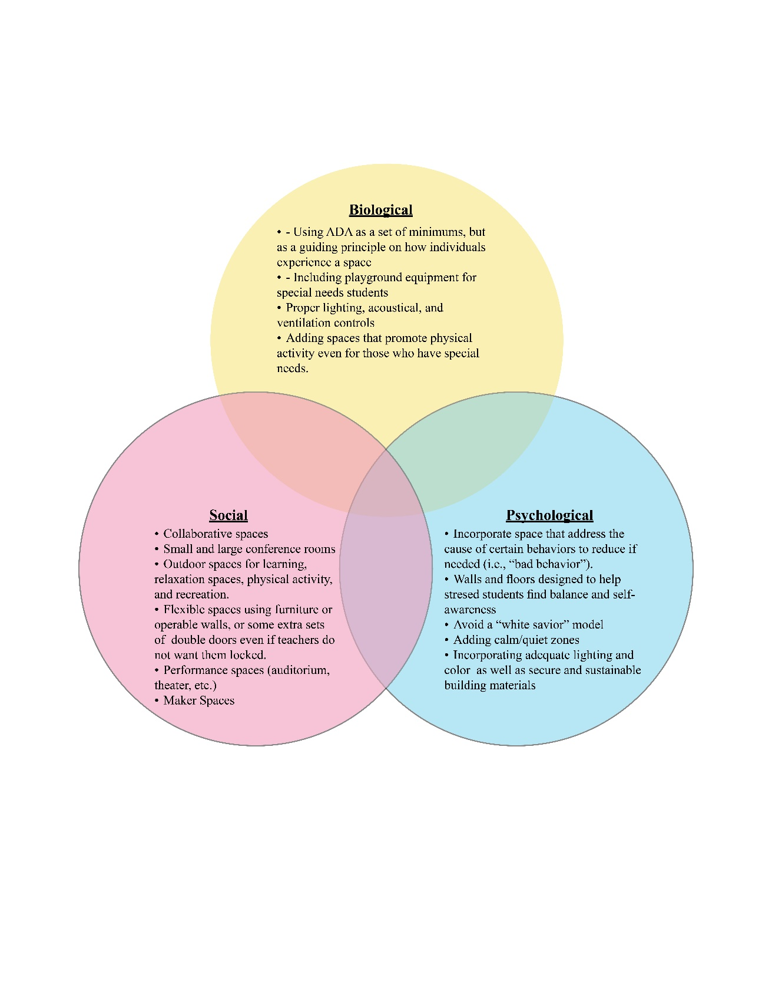 Biological
• - Using ADA as a set of minimums, but
as a guiding principle on how individuals
experience a space
• - Including playground equipment for
special needs students
• Proper lighting, acoustical, and
ventilation controls
• Adding spaces that promote physical
activity even for those who have special
needs.
Social
• Collaborative spaces
• Small and large conference rooms
• Outdoor spaces for learning,
relaxation spaces, physical activity,
and recreation.
• Flexible spaces using furniture or
operable walls, or some extra sets
of  double doors even if teachers do
not want them locked.
• Performance spaces (auditorium,
theater, etc.)
• Maker Spaces
Psychological
• Incorporate space that address the
cause of certain behaviors to reduce if
needed (i.e., “bad behavior”).
• Walls and floors designed to help
stresed students find balance and self-
awareness
• Avoid a “white savior” model
• Adding calm/quiet zones
• Incorporating adequate lighting and
color  as well as secure and sustainable
building materials